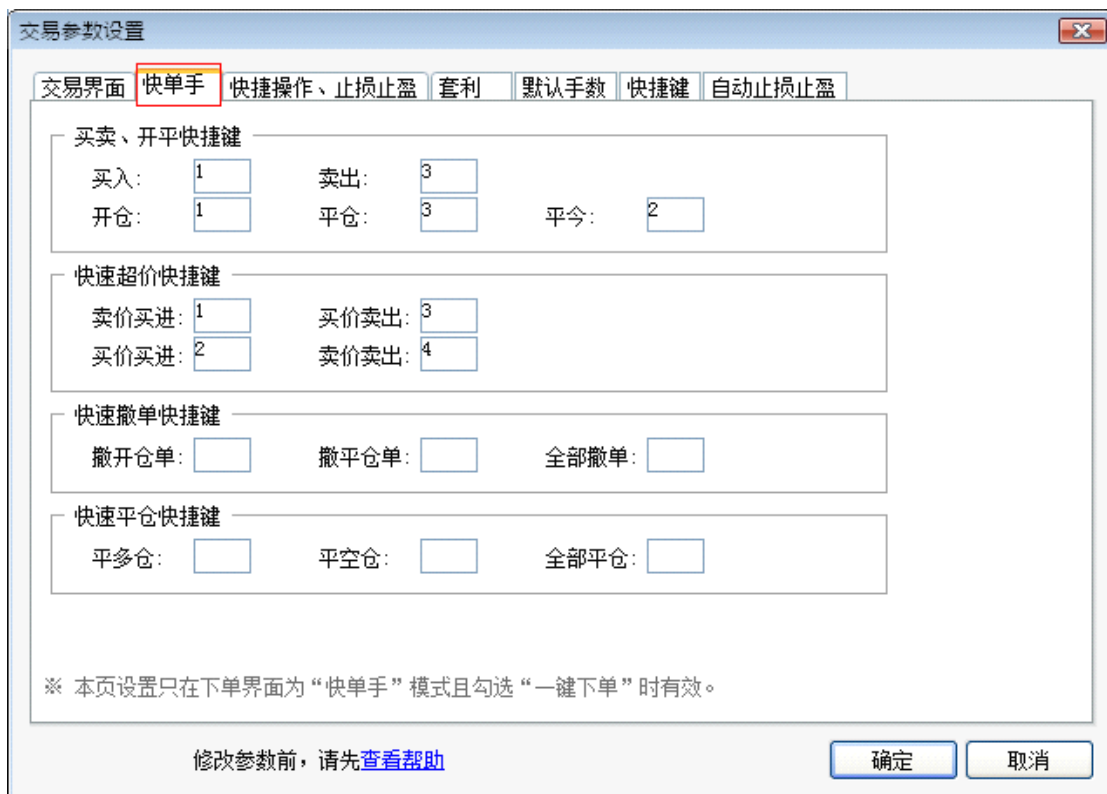 交易参数设置
交易界面 快单手 快捷操作、止损止盈 套利 默认手数 快捷键 自动止损止盈
买卖、开平快捷键
买入: 1 卖出: 3
开仓: 1 平仓: 3 平今: 2
快速超价快捷键
卖价买进: 1 买价卖出: 3
买价买进: 2 卖价卖出: 4
快速撤单快捷键
撤开仓单: 撤平仓单: 全部撤单:
快速平仓快捷键
平多仓: 平空仓: 全部平仓:
※ 本页设置只在下单界面为“快单手”模式且勾选“一键下单”时有效。
修改参数前，请先查看帮助 确定 取消